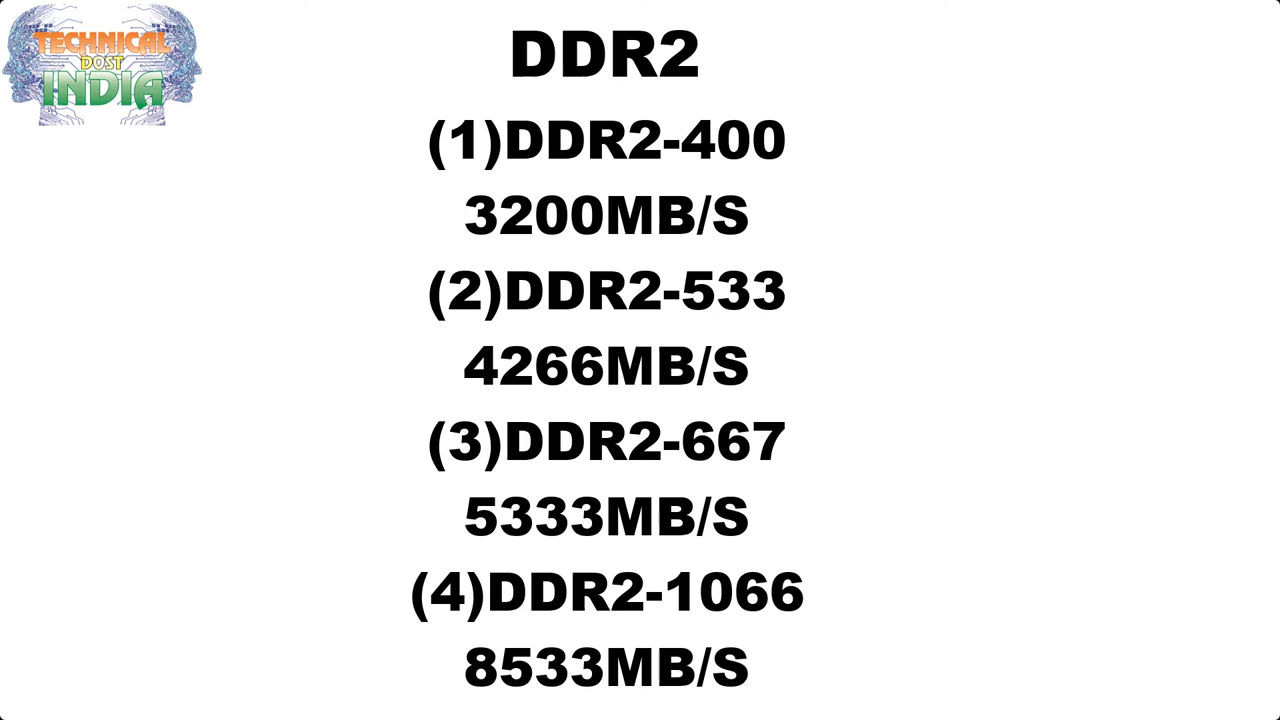 TECHNICAL
DOST
INDIA
DDR2
(1)DDR2-400
3200MB/S
(2)DDR2-533
4266MB/S
(3)DDR2-667
5333MB/S
(4)DDR2-1066
8533MB/S